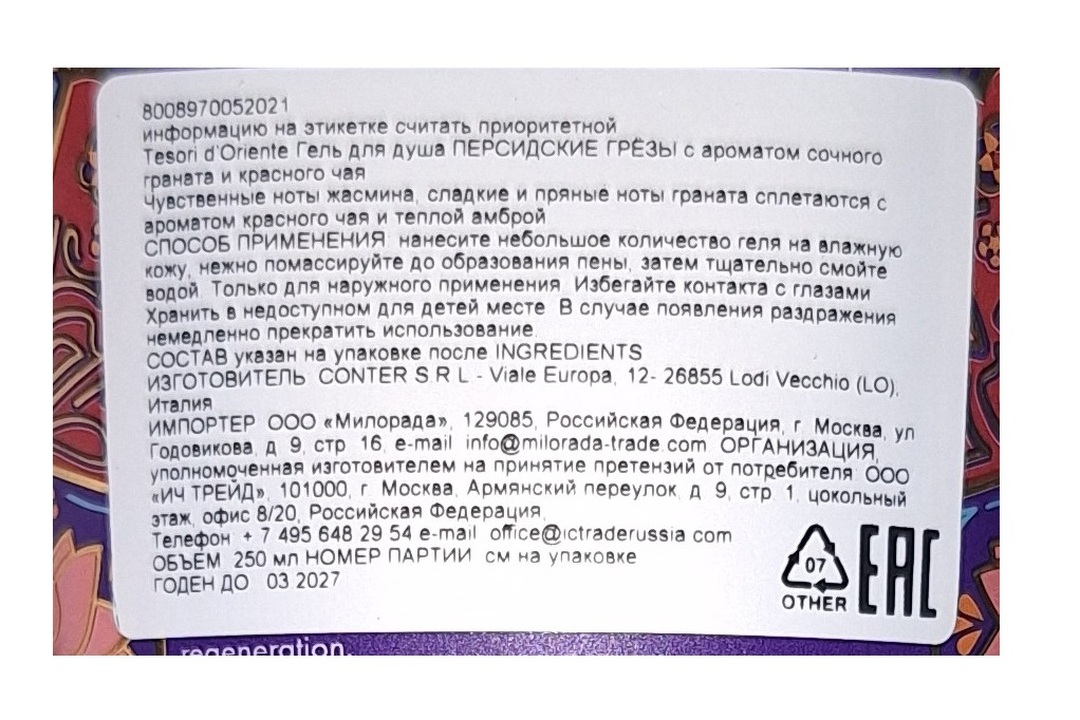 8008970052021
информацию на этикетке считать приоритетной
Tesori d'Oriente Гель для душа ПЕРСИДСКИЕ ГРЁЗЫ с ароматом сочного
граната и красного чая
Чувственные ноты жасмина, сладкие и пряные ноты граната сплетаются с
ароматом красного чая и теплой амброй
СПОСОБ ПРИМЕНЕНИЯ: нанесите небольшое количество геля на влажную
кожу, нежно помассируйте до образования пены, затем тщательно смойте
водой. Только для наружного применения. Избегайте контакта с глазами.
Хранить в недоступном для детей месте. В случае появления раздражения
немедленно прекратить использование.
СОСТАВ указан на упаковке после INGREDIENTS
ИЗГОТОВИТЕЛЬ: CONTER S.R.L - Viale Europa, 12- 26855 Lodi Vecchio (LO),
Италия
ИМПОРТЕР: ООО «Милорада», 129085, Российская Федерация, г. Москва, ул.
Годовикова, д. 9, стр. 16, e-mail: info@milorada-trade.com. ОРГАНИЗАЦИЯ,
уполномоченная изготовителем на принятие претензий от потребителя: ООО
«ИЧ ТРЕЙД», 101000, г. Москва, Армянский переулок, д. 9, стр. 1, цокольный
этаж, офис 8/20, Российская Федерация,
Телефон: + 7 495 648 29 54 e-mail: office@ictraderussia.com
ОБЪЕМ: 250 мл НОМЕР ПАРТИИ: см на упаковке
ГОДЕН ДО: 03.2027
07
OTHER
EAC
regeneration.